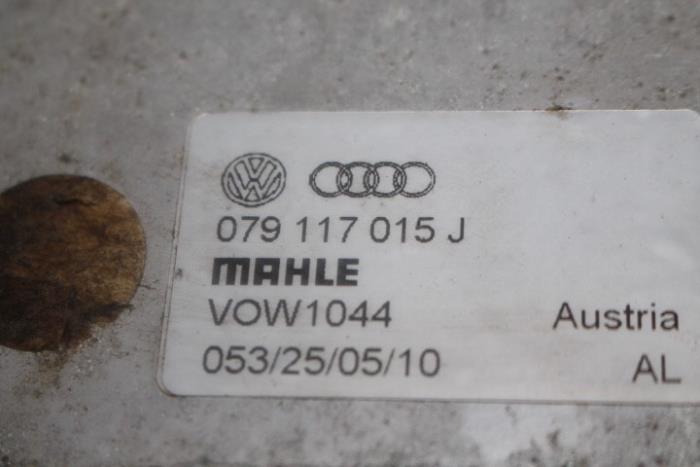 079 117 015 J
MAHLE
VOW1044 Austria
053/25/05/10 AL